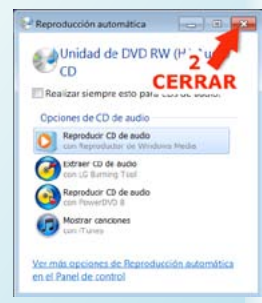 Reproducción automática
Unidad de DVD RW (H:) Au
CD
2
CERRAR
Realizar siempre esto para CDs de audio:
Opciones de CD de audio
Reproducir CD de audio
con Reproductor de Windows Media
Extraer CD de audio
con LG Burning Tool
Reproducir CD de audio
con PowerDVD 8
Mostrar canciones
con iTunes
Ver más opciones de Reproducción automática
en el Panel de control